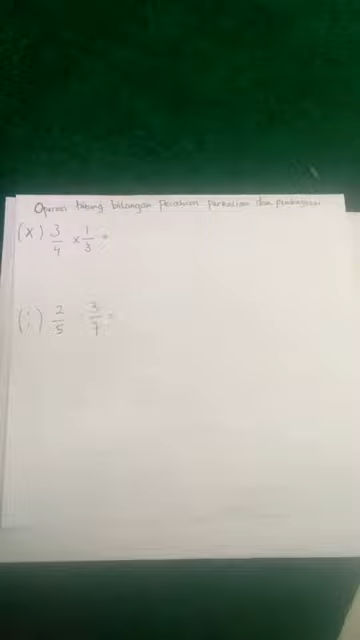 Operasi hitung bilangan pecahan perkalian dan pembagian
(x) 3/4 x 1/3 =
(:) 2/5 3/7 =